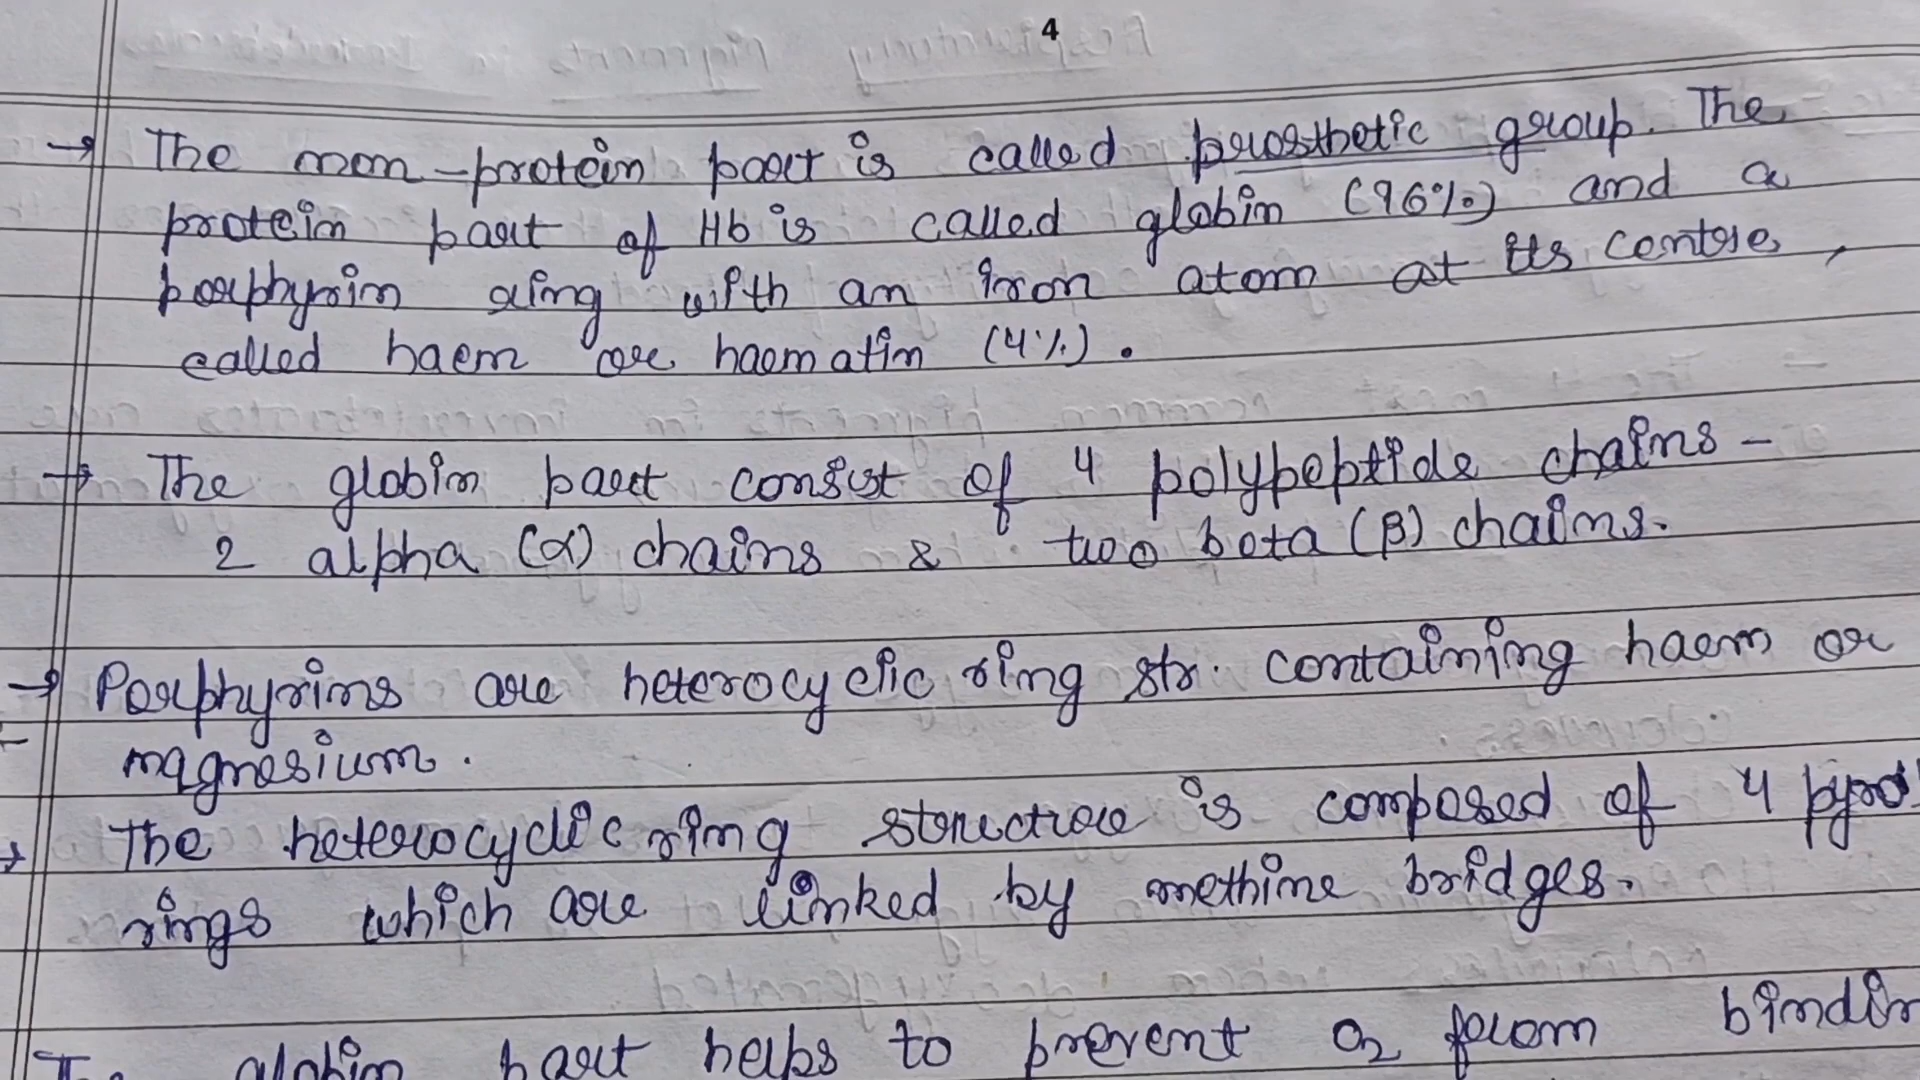 4
→ The non-protein part is called prosthetic group. The
protein part of Hb is called globin (96%) and a
porphyrin ring with an iron atom at its centre,
called haem or haematin (4%).
→ The globin part consist of 4 polypeptide chains -
2 alpha (α) chains & two beta (β) chains.
→ Porphyrins are heterocyclic ring str. containing haem or
magnesium.
→ The heterocyclic ring structure is composed of 4
rings which are linked by methine bridges.
globin part helps to prevent O2 from